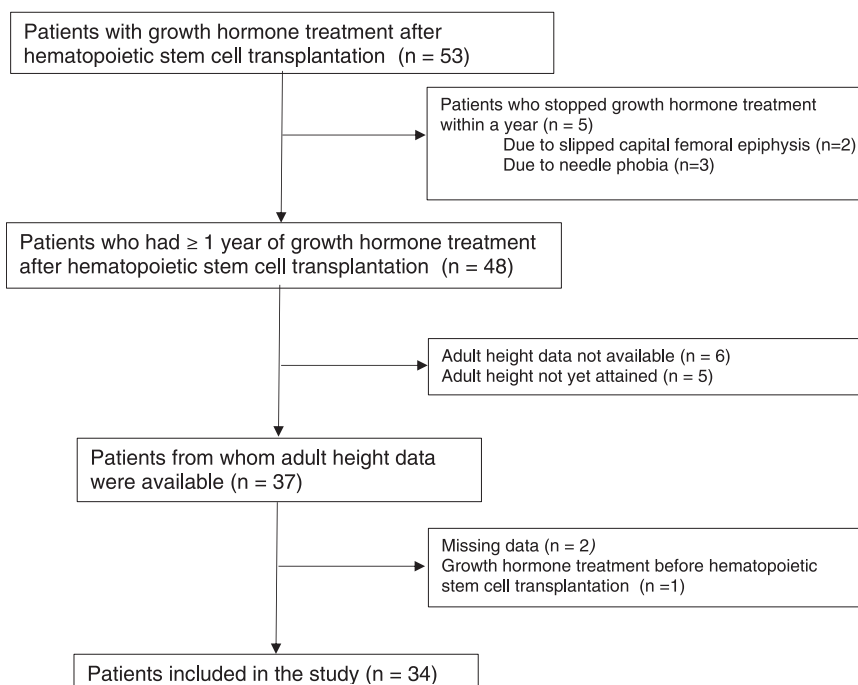 Patients with growth hormone treatment after
hematopoietic stem cell transplantation (n = 53)
Patients who stopped growth hormone treatment
within a year (n = 5)
Due to slipped capital femoral epiphysis (n=2)
Due to needle phobia (n=3)
Patients who had ≥ 1 year of growth hormone treatment
after hematopoietic stem cell transplantation (n = 48)
Adult height data not available (n = 6)
Adult height not yet attained (n = 5)
Patients from whom adult height data
were available (n = 37)
Missing data (n = 2)
Growth hormone treatment before hematopoietic
stem cell transplantation (n =1)
Patients included in the study (n = 34)